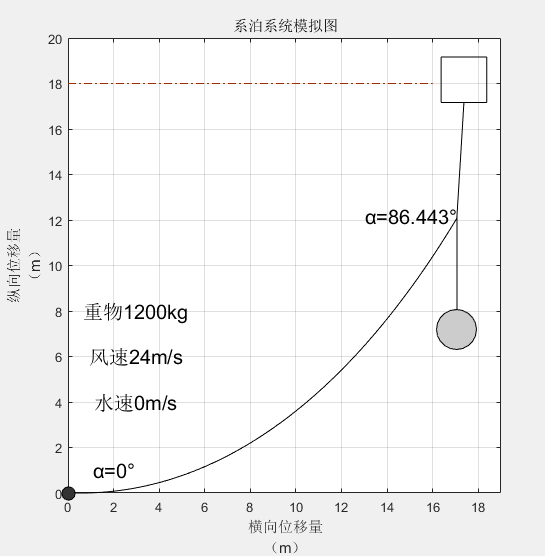 系泊系统模拟图
20
18
16
14
12
10
8
6
4
2
0
纵向位移量
（m）
α=86.443°
重物1200kg
风速24m/s
水速0m/s
α=0°
0 2 4 6 8 10 12 14 16 18
横向位移量
（m）